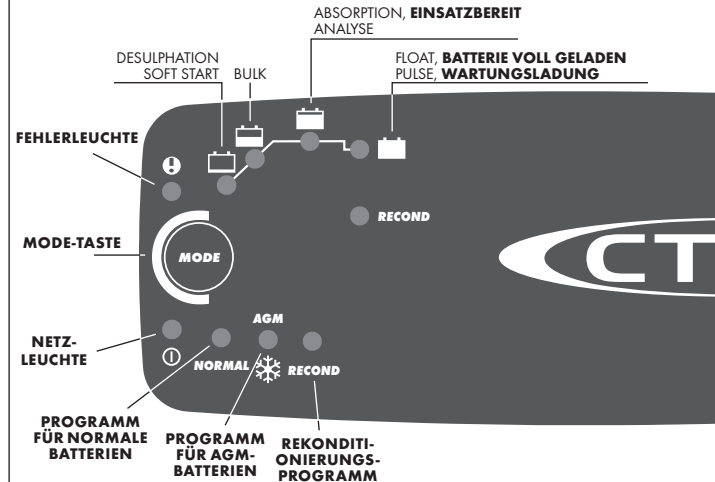 ABSORPTION, EINSATZBEREIT
ANALYSE
DESULPHATION
SOFT START
BULK
FLOAT, BATTERIE VOLL GELADEN
PULSE, WARTUNGSLADUNG
FEHLERLEUCHTE
RECOND
MODE-TASTE
MODE
CT
NETZ-
LEUCHTE
AGM
NORMAL
RECOND
PROGRAMM
FÜR NORMALE
BATTERIEN
PROGRAMM
FÜR AGM-
BATTERIEN
REKONDITI-
ONIERUNGS-
PROGRAMM